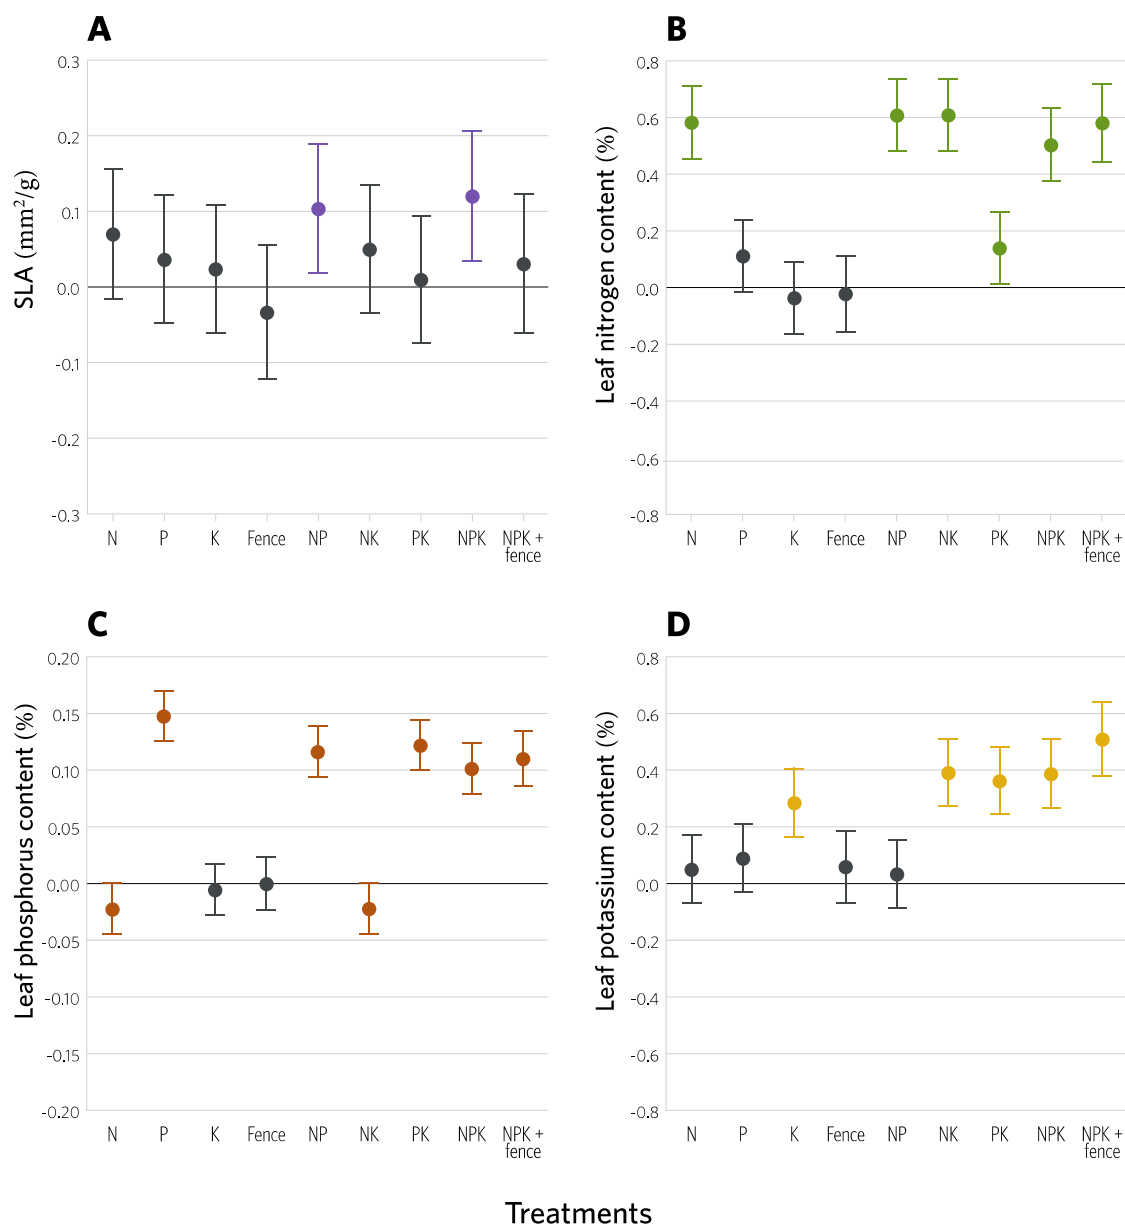 A
SLA (mm²/g)
0.3
0.2
0.1
0.0
-0.1
-0.2
-0.3
N P K Fence NP NK PK NPK NPK + fence
B
Leaf nitrogen content (%)
0.8
0.6
0.4
0.2
0.0
-0.2
-0.4
-0.6
-0.8
N P K Fence NP NK PK NPK NPK + fence
C
Leaf phosphorus content (%)
0.20
0.15
0.10
0.05
0.00
-0.05
-0.10
-0.15
-0.20
N P K Fence NP NK PK NPK NPK + fence
D
Leaf potassium content (%)
0.8
0.6
0.4
0.2
0.0
-0.2
-0.4
-0.6
-0.8
N P K Fence NP NK PK NPK NPK + fence
Treatments